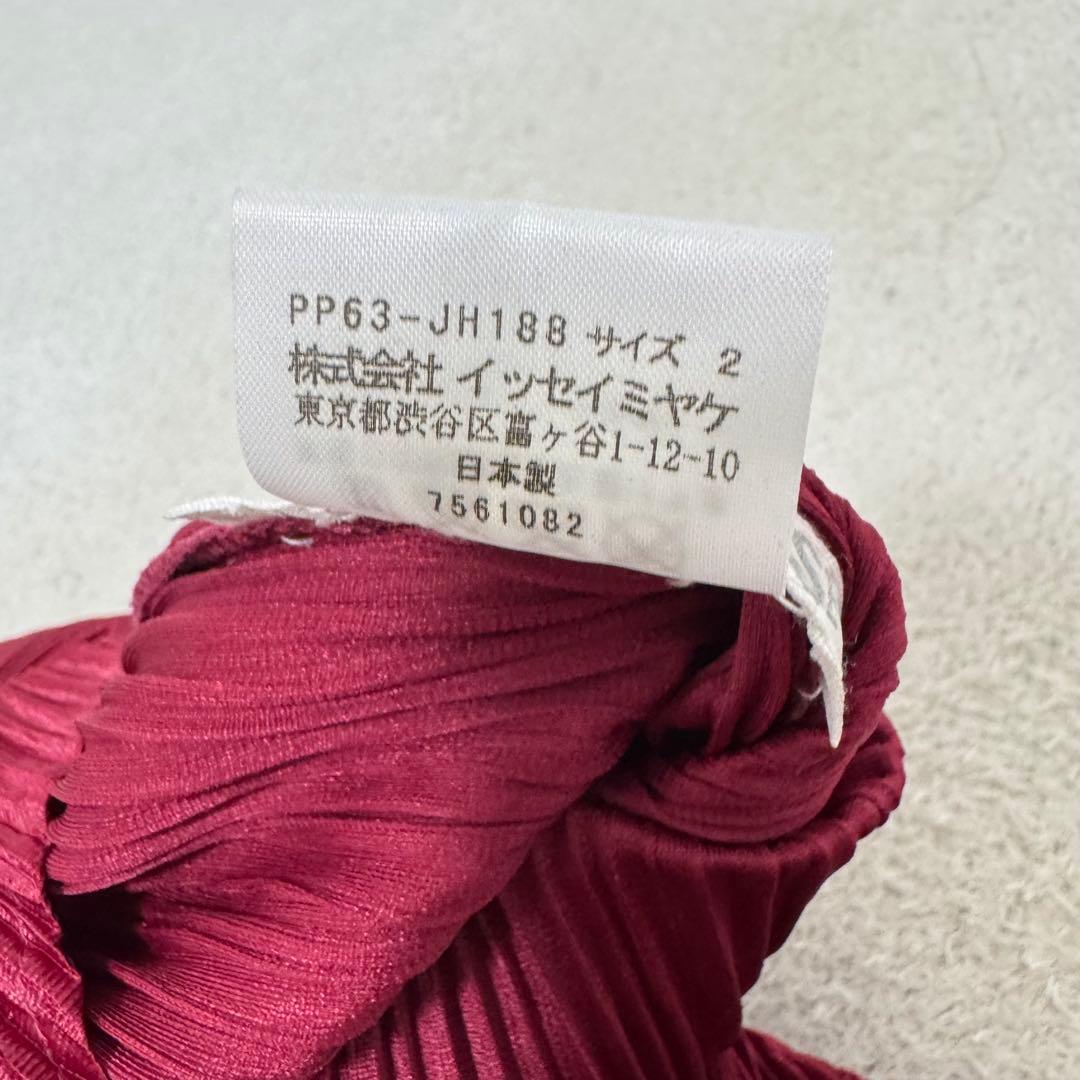 PP63-JH188 サイズ 2
株式会社 イッセイミヤケ
東京都渋谷区富ヶ谷1-12-10
日本製
7561082